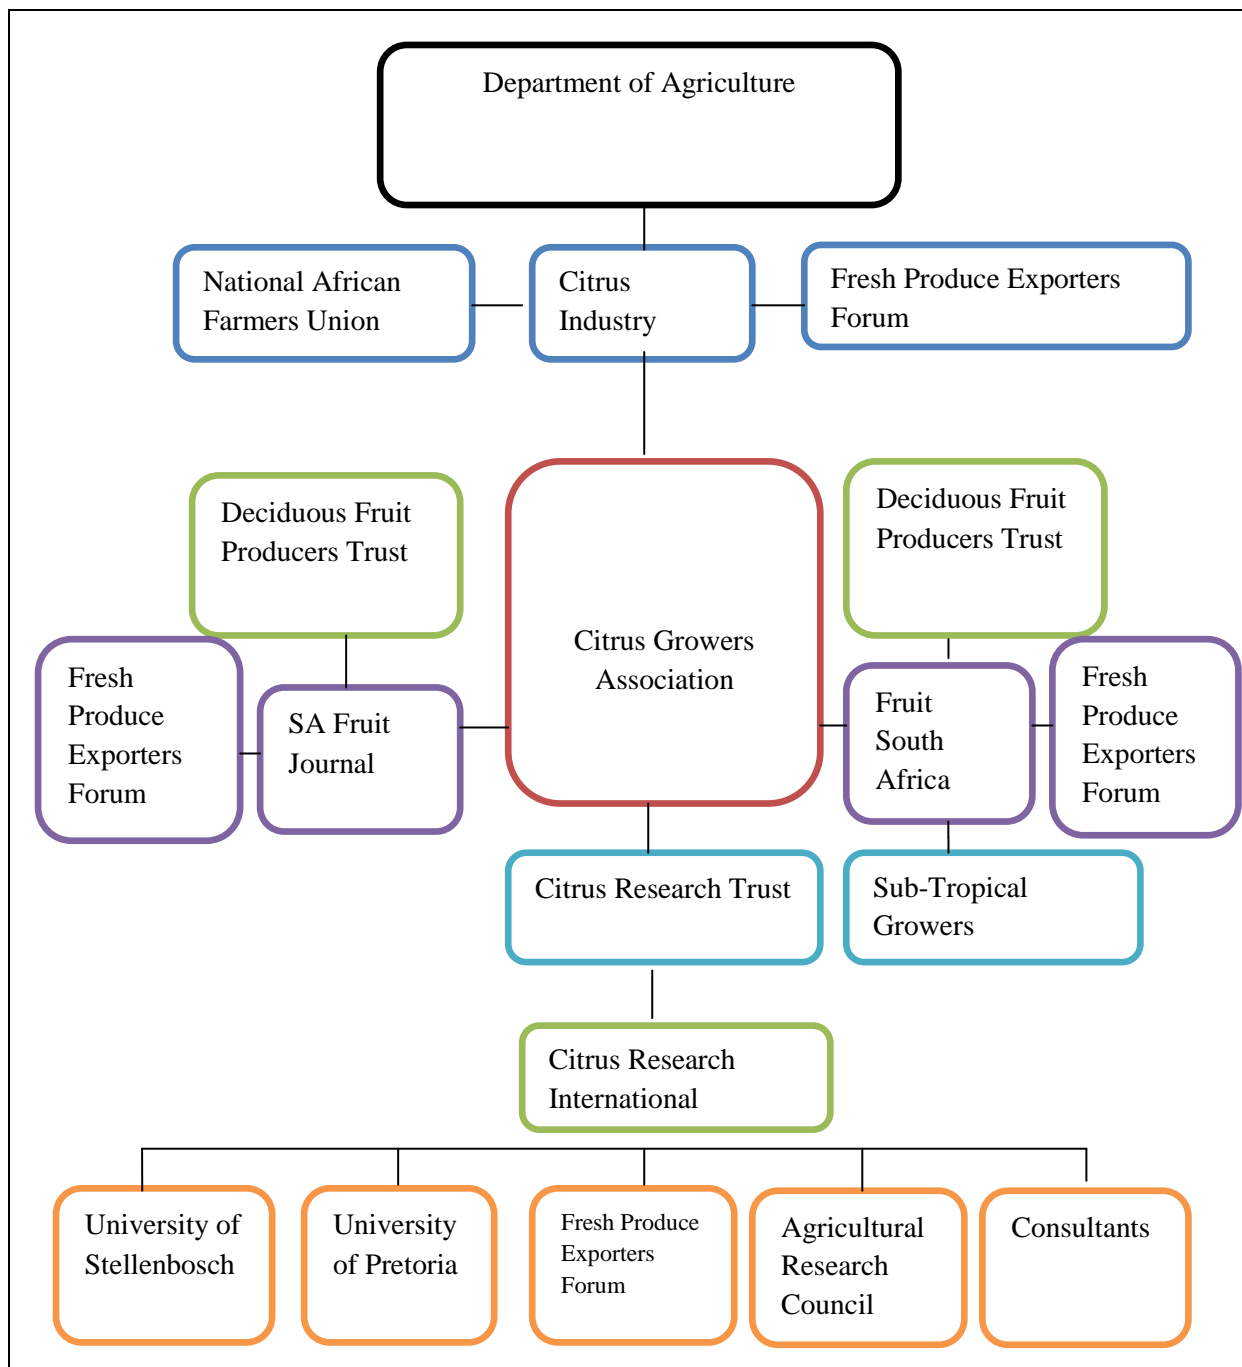 Department of Agriculture
National African
Farmers Union
Citrus
Industry
Fresh Produce Exporters
Forum
Deciduous Fruit
Producers Trust
Citrus Growers
Association
Deciduous Fruit
Producers Trust
Fresh
Produce
Exporters
Forum
SA Fruit
Journal
Fruit
South
Africa
Fresh
Produce
Exporters
Forum
Citrus Research Trust
Sub-Tropical
Growers
Citrus Research
International
University of
Stellenbosch
University
of Pretoria
Fresh Produce
Exporters
Forum
Agricultural
Research
Council
Consultants